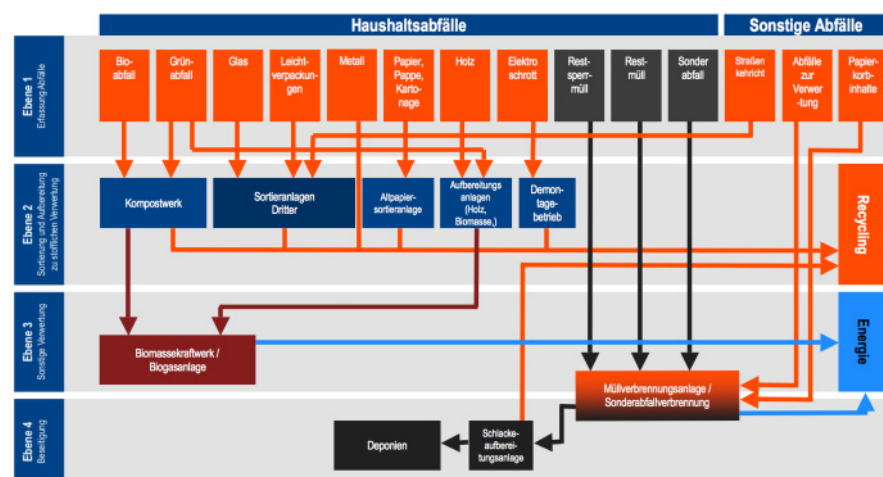 Haushaltsabfälle
Sonstige Abfälle
Ebene 1
Erfassung Abfälle
Bio-
abfall
Grün-
abfall
Glas
Leicht-
verpackun-
gen
Metall
Papier,
Pappe,
Karto-
nage
Holz
Elektro
schrott
Rest-
sperr-
müll
Rest-
müll
Sonder
abfall
Straßen
kehricht
Abfälle
zur
Verwer
-tung
Papier-
korb-
inhalte
Ebene 2
Sortierung und Aufbereitung
zu stofflichen Verwertung
Kompostwerk
Sortieranlagen
Dritter
Altpapier-
sortieranlage
Aufbereitungs
anlagen
(Holz,
Biomasse,)
Demon-
tage-
betrieb
Recycling
Ebene 3
Sonstige Verwertung
Biomassekraftwerk /
Biogasanlage
Müllverbrennungsanlage /
Sonderabfallverbrennung
Energie
Ebene 4
Beseitigung
Deponien
Schlacke-
aufberei-
tungsanlage